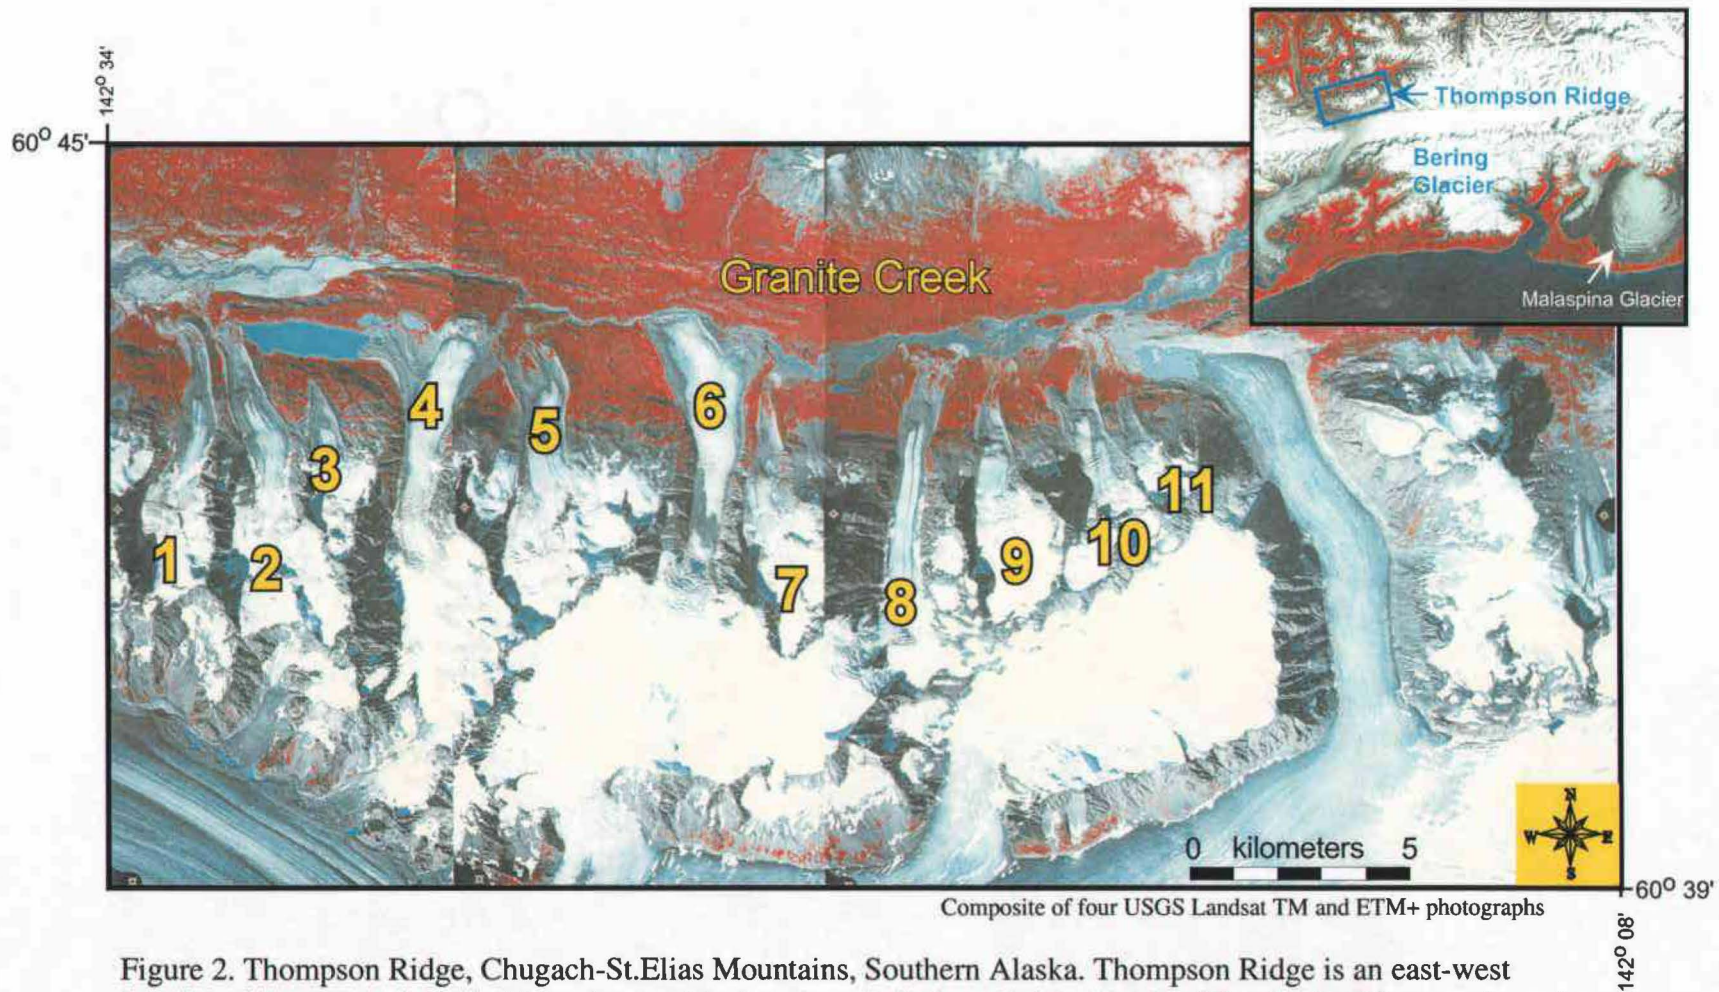 142° 34'
60° 45'
Thompson Ridge
Bering
Glacier
Malaspina Glacier
Granite Creek
1
2
3
4
5
6
7
8
9
10
11
0 kilometers 5
N
W E
S
60° 39'
142° 08'
Composite of four USGS Landsat TM and ETM+ photographs
Figure 2. Thompson Ridge, Chugach-St.Elias Mountains, Southern Alaska. Thompson Ridge is an east-west